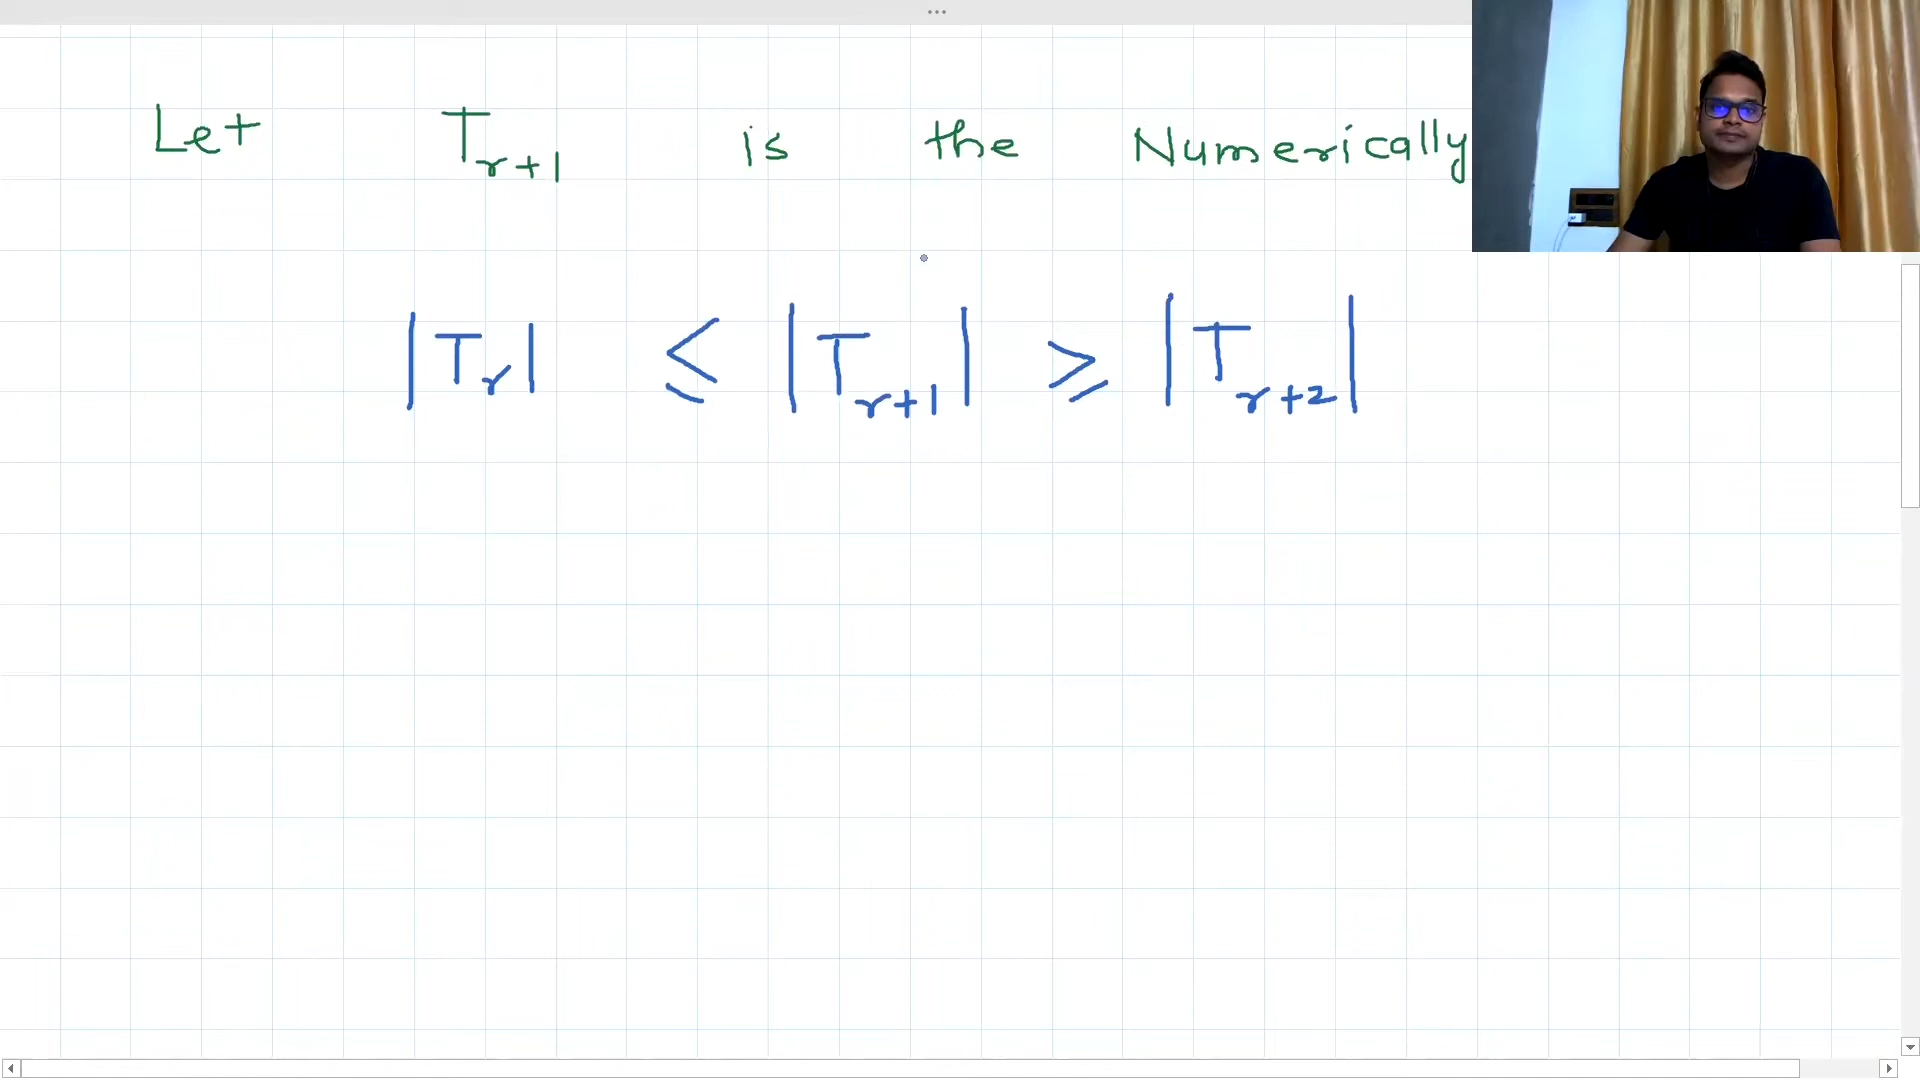 Let T_{r+1} is the Numerically
|T_r| ≤ |T_{r+1}| ≥ |T_{r+2}|